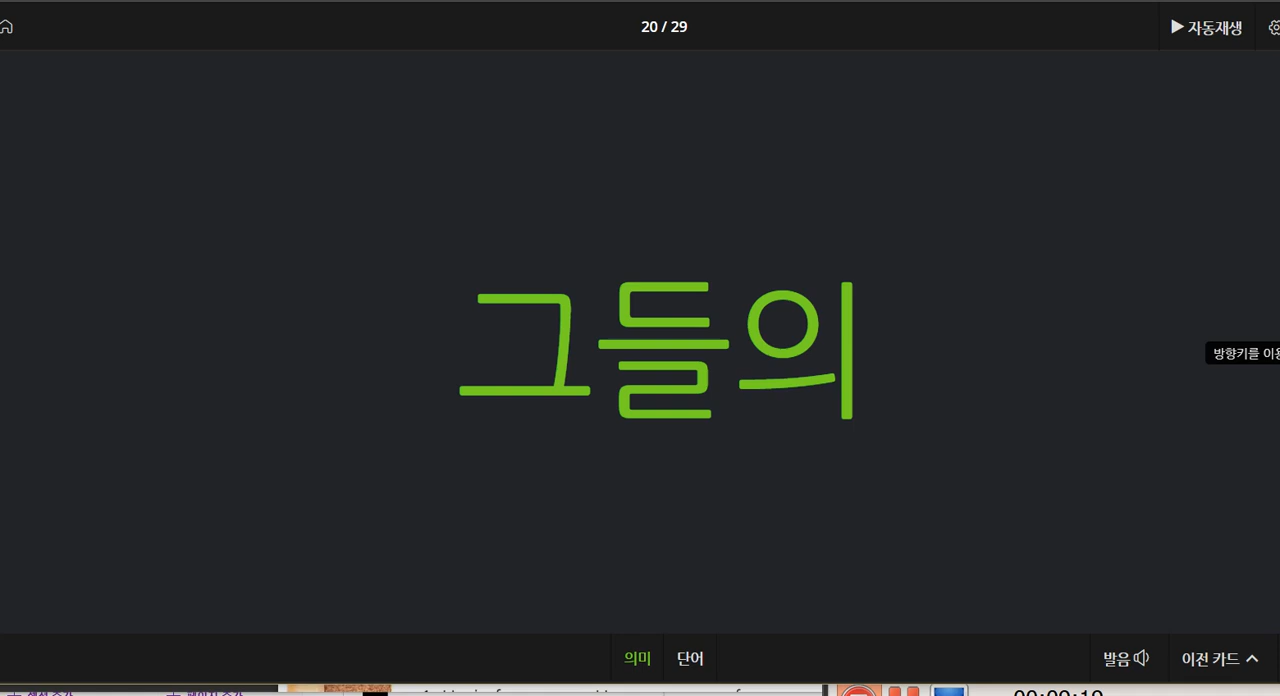 20 / 29
▶ 자동재생
그들의
방향키를 이용
의미
단어
발음
이전 카드